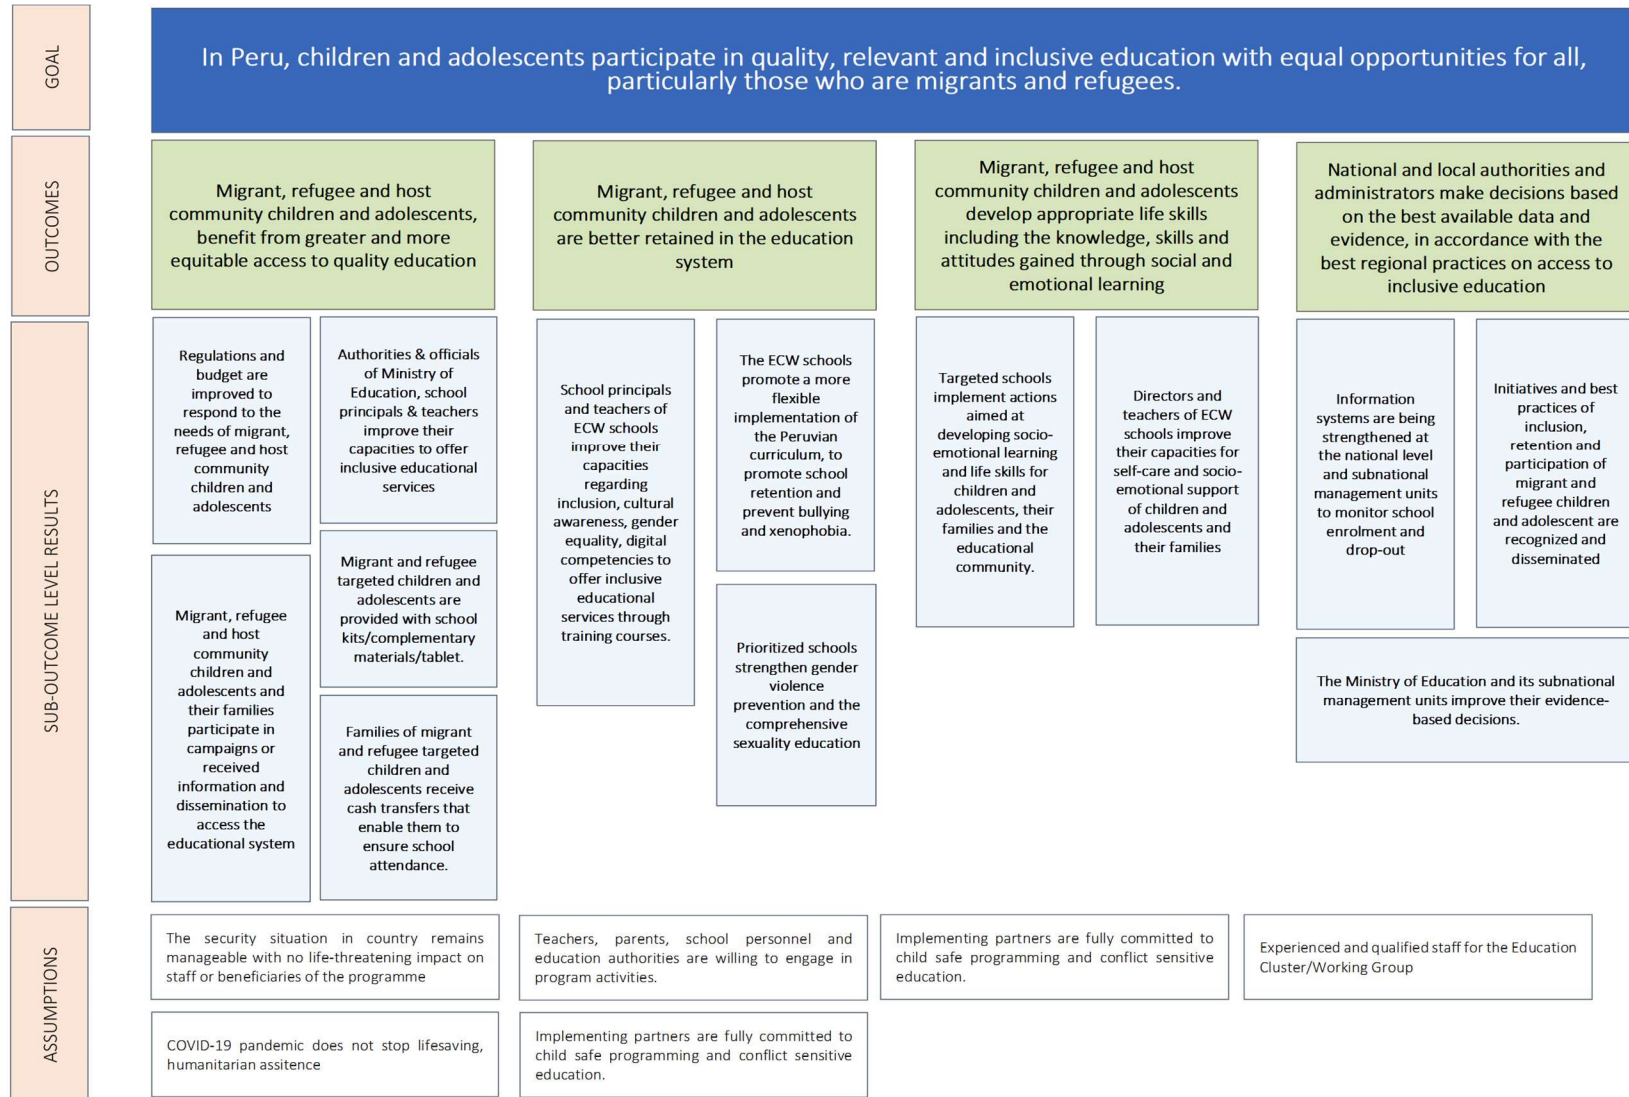 GOAL
In Peru, children and adolescents participate in quality, relevant and inclusive education with equal opportunities for all,
particularly those who are migrants and refugees.
OUTCOMES
Migrant, refugee and host
community children and adolescents,
benefit from greater and more
equitable access to quality education
Migrant, refugee and host
community children and adolescents
are better retained in the education
system
Migrant, refugee and host
community children and adolescents
develop appropriate life skills
including the knowledge, skills and
attitudes gained through social and
emotional learning
National and local authorities and
administrators make decisions based
on the best available data and
evidence, in accordance with the
best regional practices on access to
inclusive education
SUB-OUTCOME LEVEL RESULTS
Regulations and
budget are
improved to
respond to the
needs of migrant,
refugee and host
community
children and
adolescents
Authorities & officials
of Ministry of
Education, school
principals & teachers
improve their
capacities to offer
inclusive educational
services
Migrant, refugee
and host
community
children and
adolescents and
their families
participate in
campaigns or
received
information and
dissemination to
access the
educational system
Migrant and refugee
targeted children and
adolescents are
provided with school
kits/complementary
materials/tablet.
Families of migrant
and refugee targeted
children and
adolescents receive
cash transfers that
enable them to
ensure school
attendance.
School principals
and teachers of
ECW schools
improve their
capacities
regarding
inclusion, cultural
awareness, gender
equality, digital
competencies to
offer inclusive
educational
services through
training courses.
The ECW schools
promote a more
flexible
implementation of
the Peruvian
curriculum, to
promote school
retention and
prevent bullying
and xenophobia.
Prioritized schools
strengthen gender
violence
prevention and the
comprehensive
sexuality education
Targeted schools
implement actions
aimed at
developing socio-
emotional learning
and life skills for
children and
adolescents, their
families and the
educational
community.
Directors and
teachers of ECW
schools improve
their capacities for
self-care and socio-
emotional support
of children and
adolescents and
their families
Information
systems are being
strengthened at
the national level
and subnational
management units
to monitor school
enrolment and
drop-out
Initiatives and best
practices of
inclusion,
retention and
participation of
migrant and
refugee children
and adolescent are
recognized and
disseminated
The Ministry of Education and its subnational
management units improve their evidence-
based decisions.
ASSUMPTIONS
The security situation in country remains
manageable with no life-threatening impact on
staff or beneficiaries of the programme
Teachers, parents, school personnel and
education authorities are willing to engage in
program activities.
Implementing partners are fully committed to
child safe programming and conflict sensitive
education.
Experienced and qualified staff for the Education
Cluster/Working Group
COVID-19 pandemic does not stop lifesaving,
humanitarian assitence
Implementing partners are fully committed to
child safe programming and conflict sensitive
education.